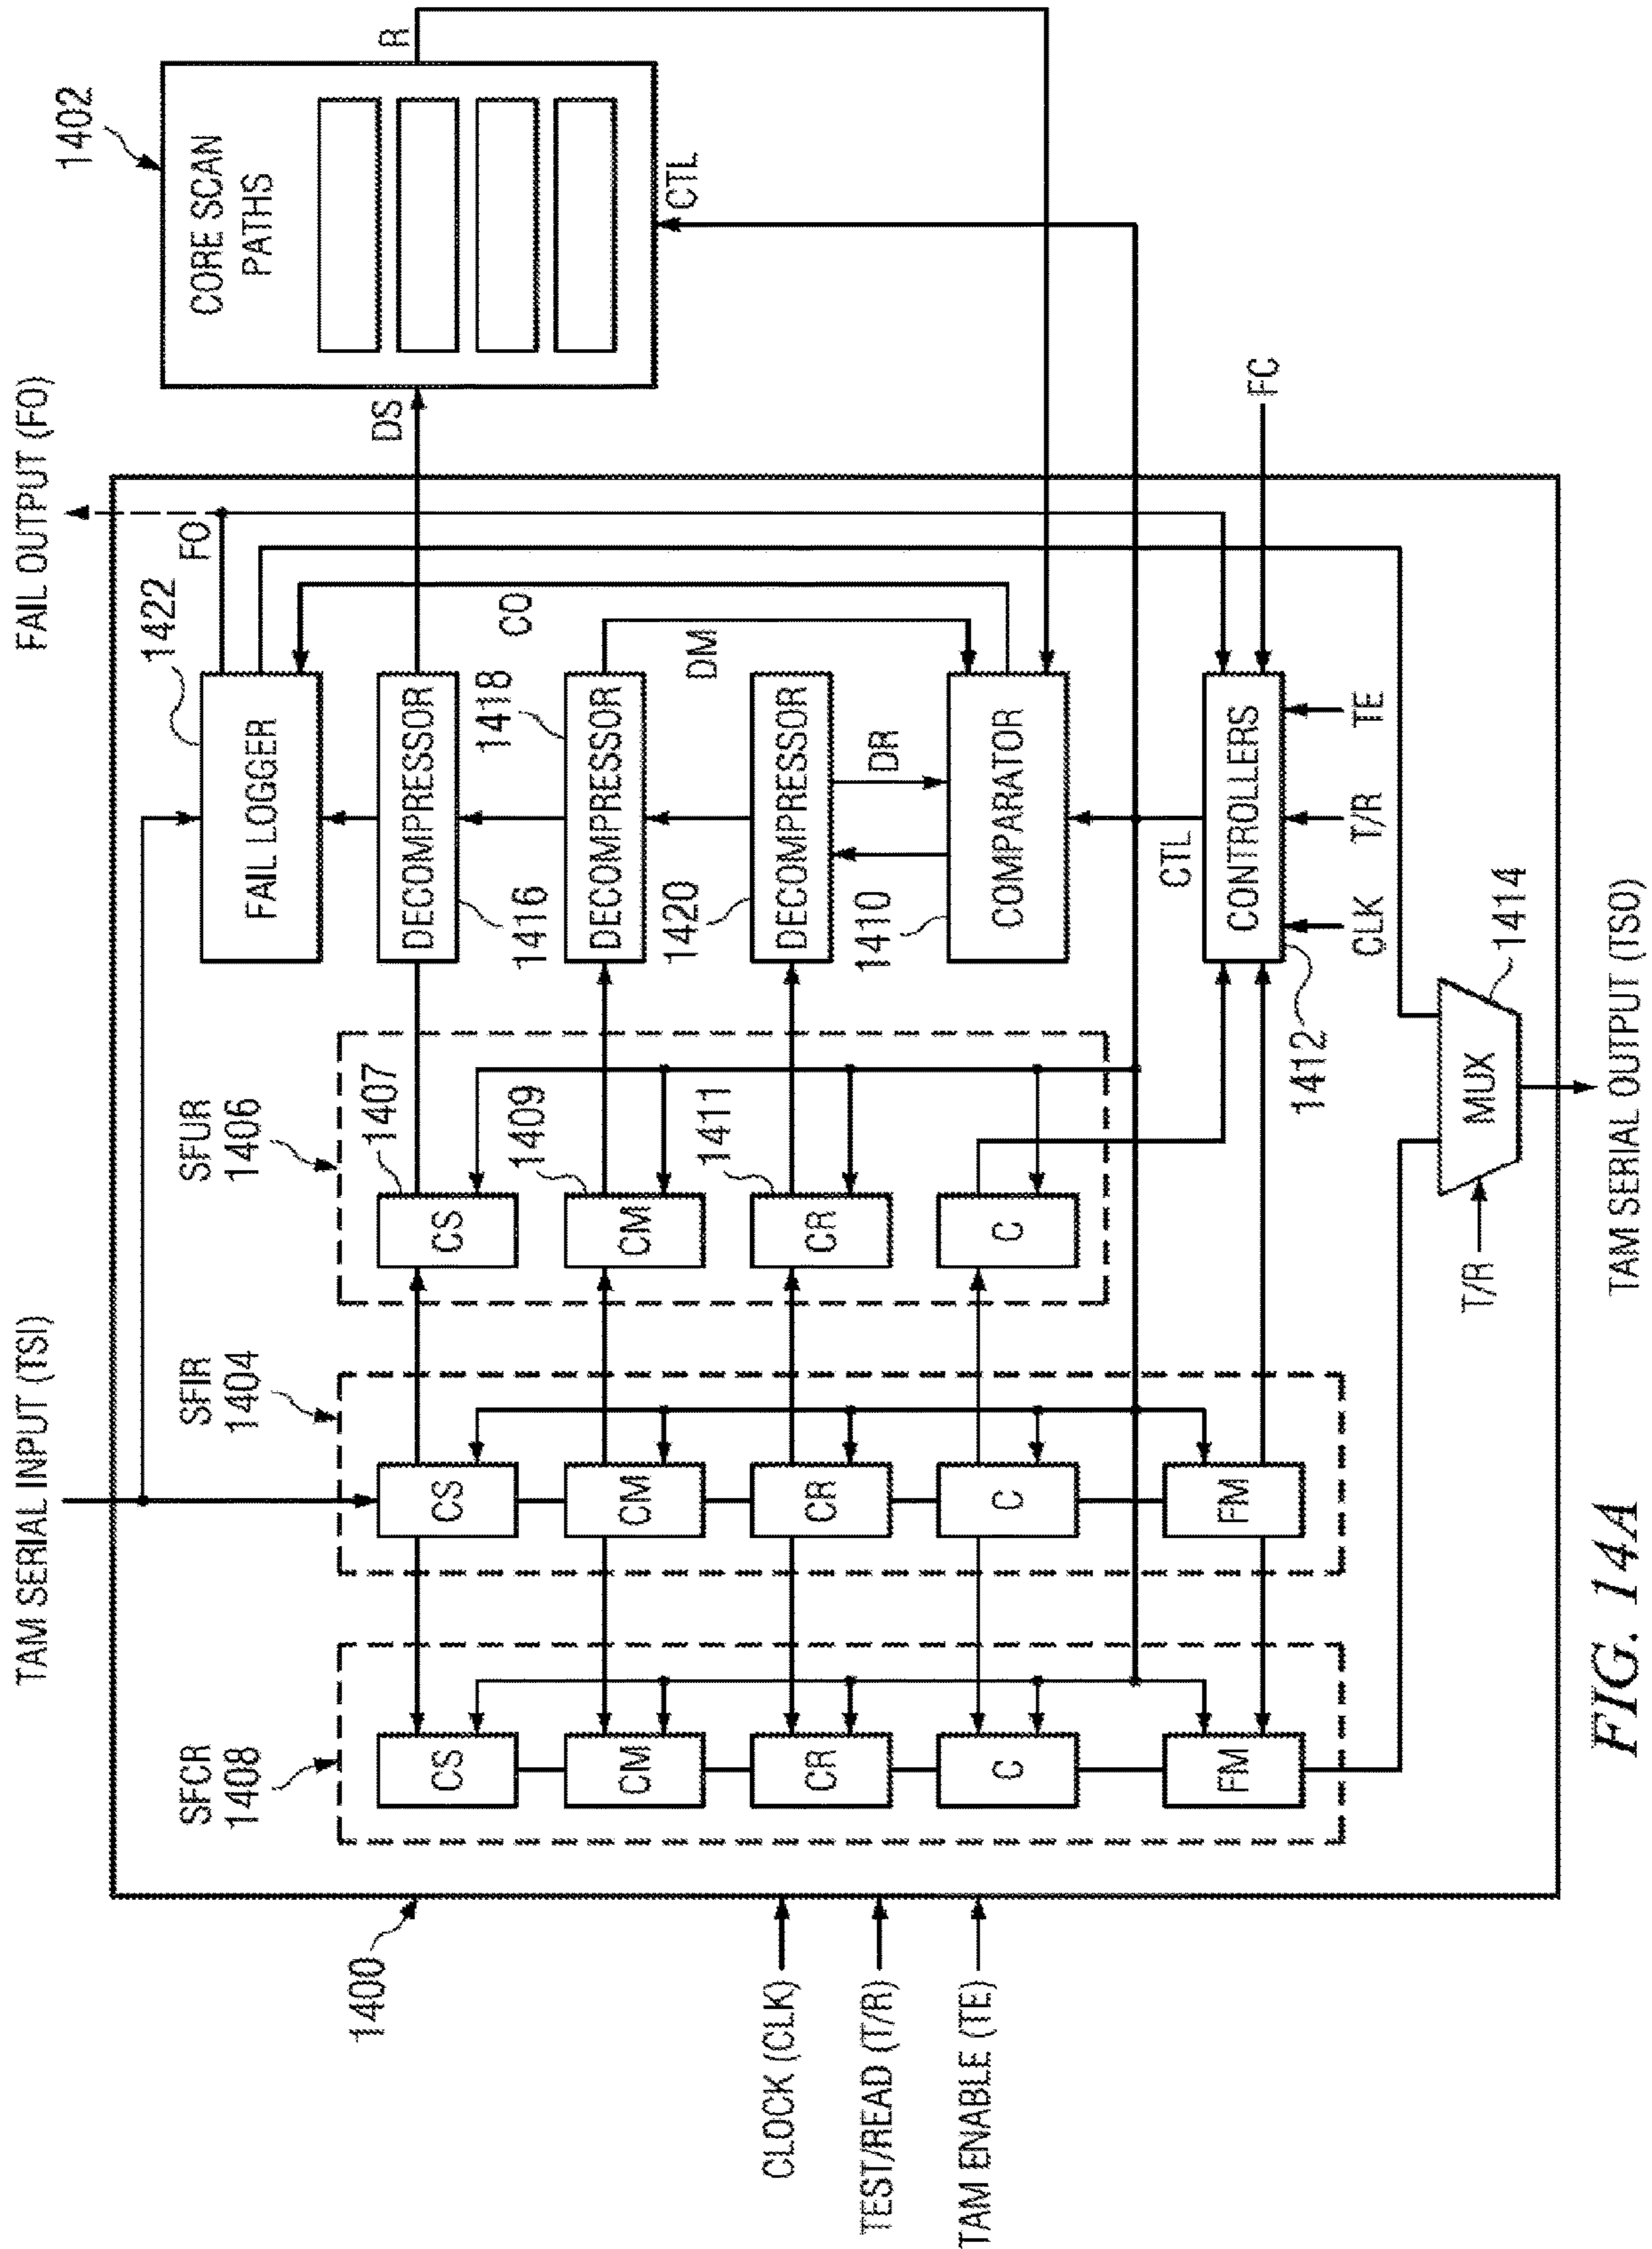 TAM SERIAL INPUT (TSI)
FAIL OUTPUT (FO)
1402
1422
SFCR
1408
SFIR
1404
SFUR
1406
FO
CORE SCAN
PATHS
FAIL LOGGER
1400
1407
DS
R
CS
CS
CS
DECOMPRESSOR
1416
1418
CO
1409
CM
CM
CM
DECOMPRESSOR
DM
CTL
1420
1411
CLOCK (CLK)
CR
CR
CR
DECOMPRESSOR
TEST/READ (T/R)
1410
DR
TAM ENABLE (TE)
C
C
C
COMPARATOR
CTL
FM
FM
CONTROLLERS
FC
1412
CLK
T/R
TE
T/R
MUX
1414
TAM SERIAL OUTPUT (TSO)
FIG. 14A